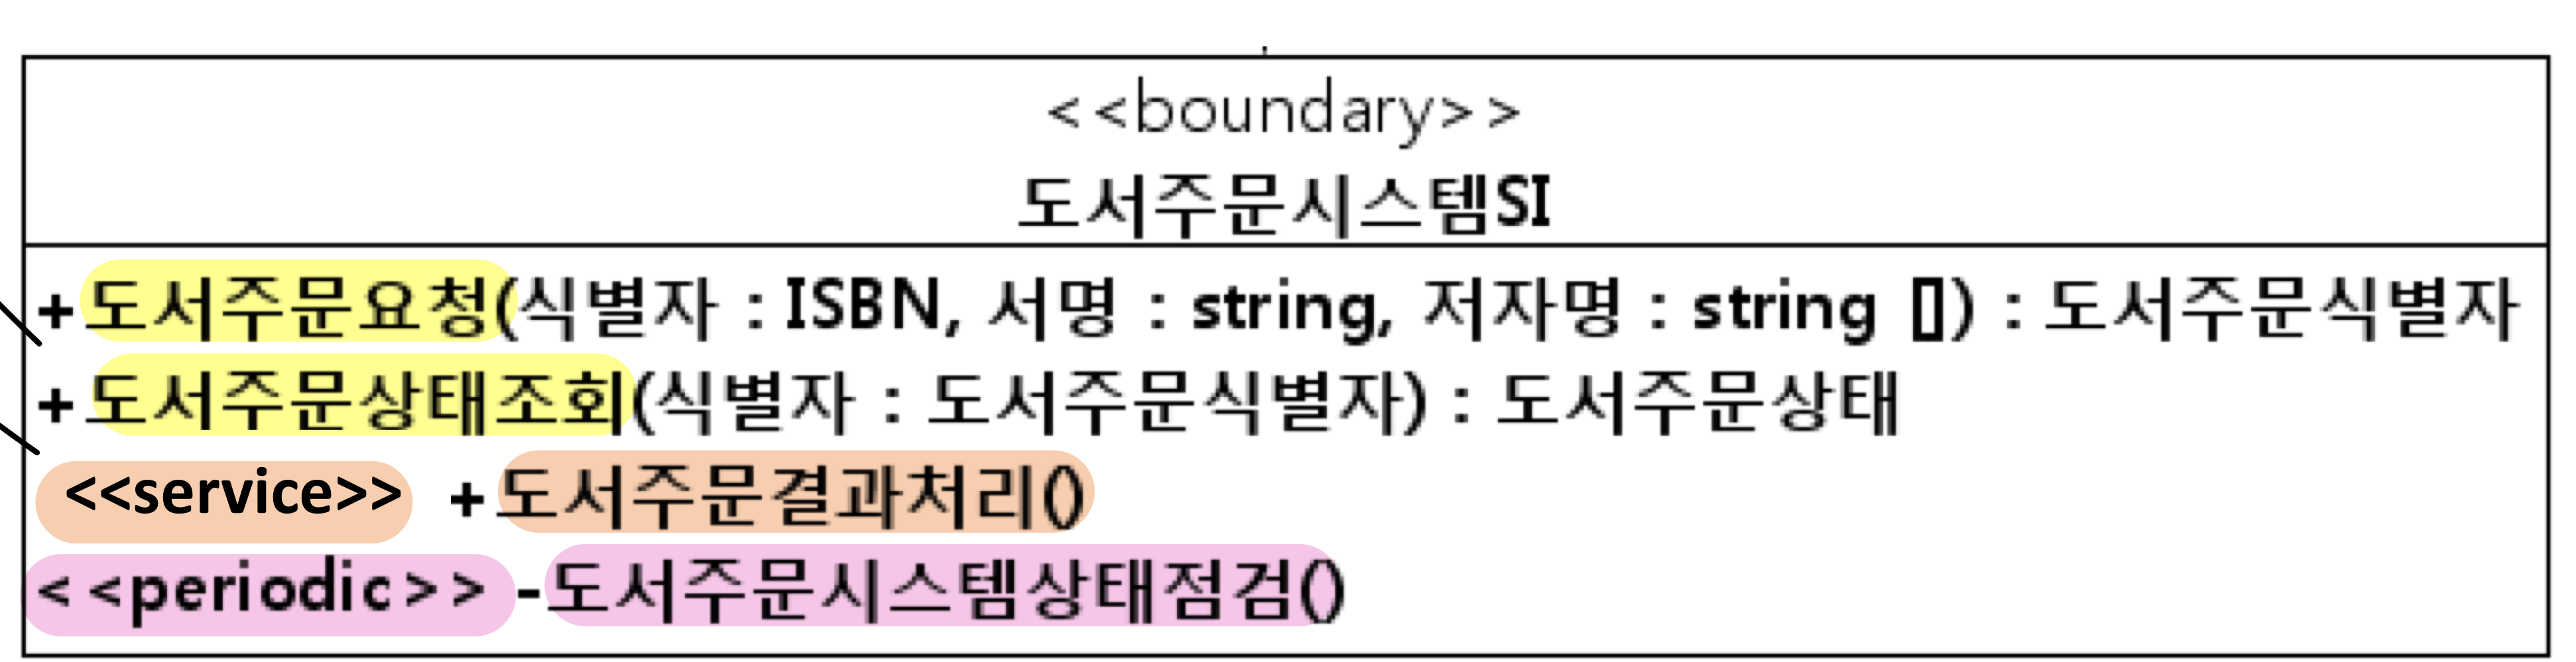 <<boundary>>
도서주문시스템SI
+도서주문요청(식별자 : ISBN, 서명 : string, 저자명 : string []) : 도서주문식별자
+도서주문상태조회(식별자 : 도서주문식별자) : 도서주문상태
<<service>> +도서주문결과처리()
<<periodic>> -도서주문시스템상태점검()